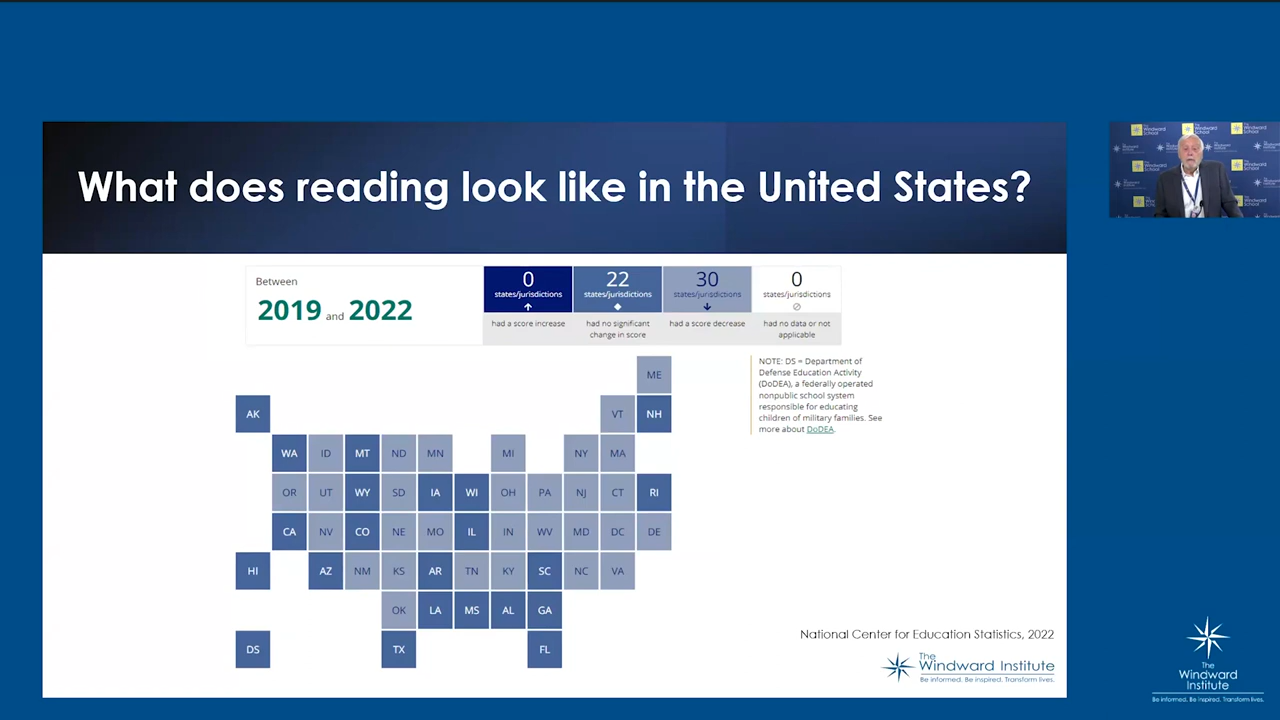 What does reading look like in the United States?
Between
2019 and 2022
0 22 30 0
states/jurisdictions states/jurisdictions states/jurisdictions states/jurisdictions
had a score increase had no significant had a score decrease had no data or not
change in score applicable
NOTE: DS = Department of
Defense Education Activity
(DoDEA), a federally operated
nonpublic school system
responsible for educating
children of military families. See
more about DoDEA.
ME
AK VT NH
WA ID MT ND MN MI NY MA
OR UT WY SD IA WI OH PA NJ CT RI
CA NV CO NE MO IL IN WV MD DC DE
HI AZ NM KS AR TN KY SC NC VA
OK LA MS AL GA
DS TX FL
National Center for Education Statistics, 2022
The
Windward Institute
Be informed. Be inspired. Transform lives.
The
Windward
Institute
Be informed. Be inspired. Transform lives.